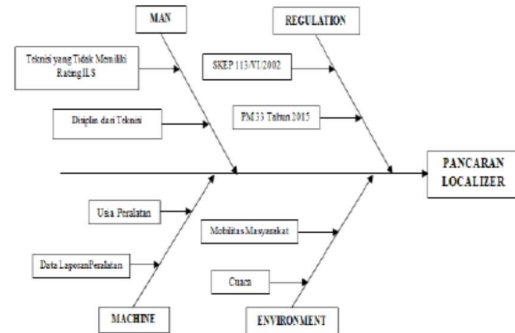 MAN
REGULATION
Teknisi yang Tidak Memiliki
Rating ILS
SKEP 113/VI/2002
Disiplin dari Teknisi
PM 33 Tahun 2015
PANCARAN
LOCALIZER
Usia Peralatan
Mobilitas Masyarakat
Data Laporan Peralatan
Cuaca
MACHINE
ENVIRONMENT